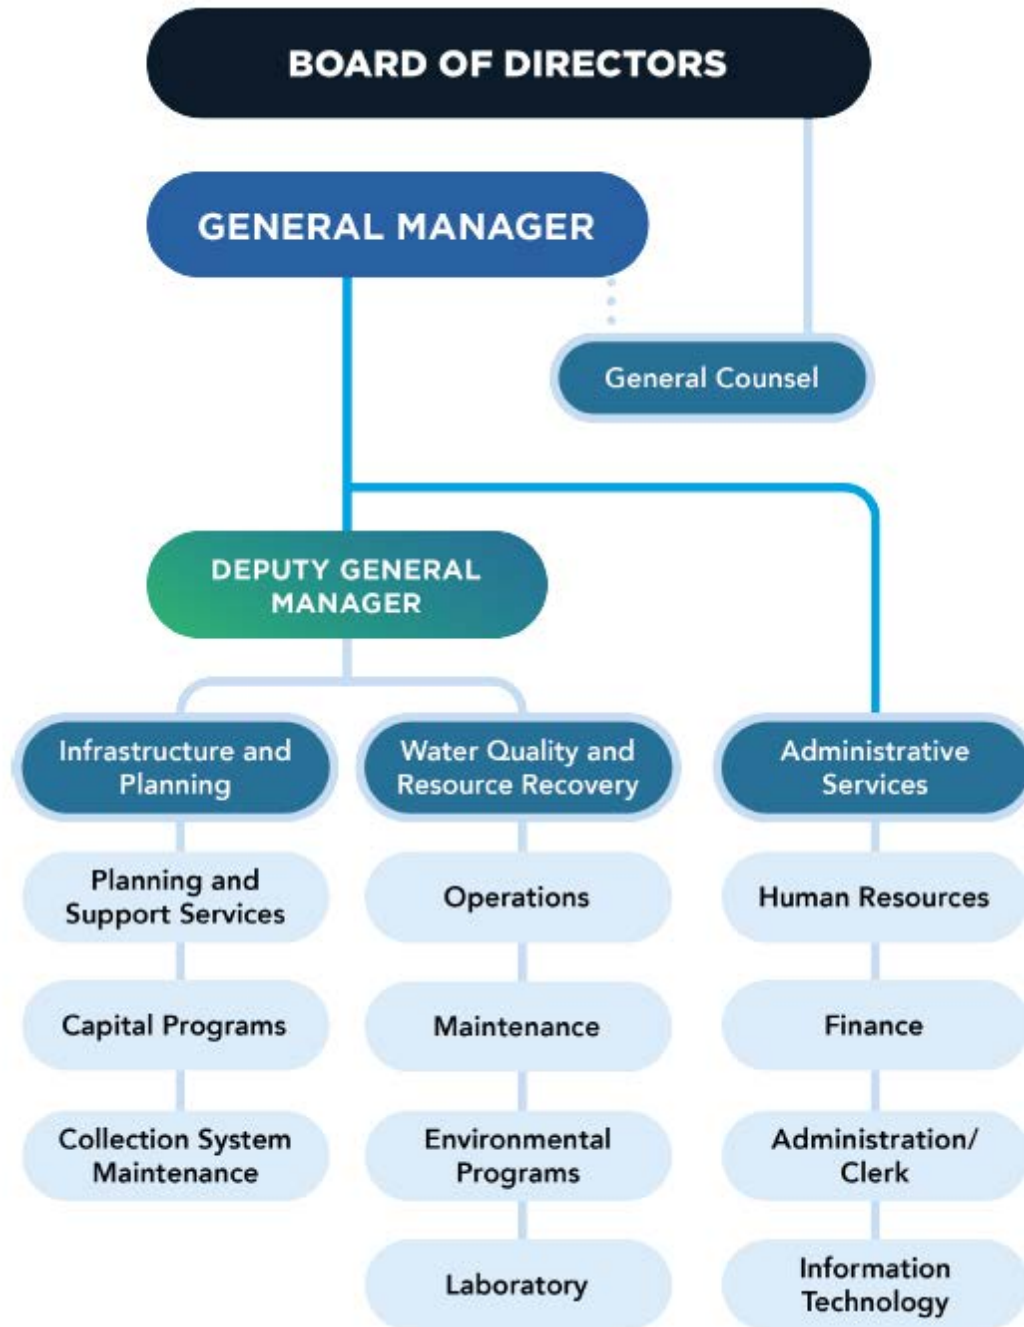 BOARD OF DIRECTORS
GENERAL MANAGER
General Counsel
DEPUTY GENERAL
MANAGER
Infrastructure and
Planning
Planning and
Support Services
Capital Programs
Collection System
Maintenance
Water Quality and
Resource Recovery
Operations
Maintenance
Environmental
Programs
Laboratory
Administrative
Services
Human Resources
Finance
Administration/
Clerk
Information
Technology